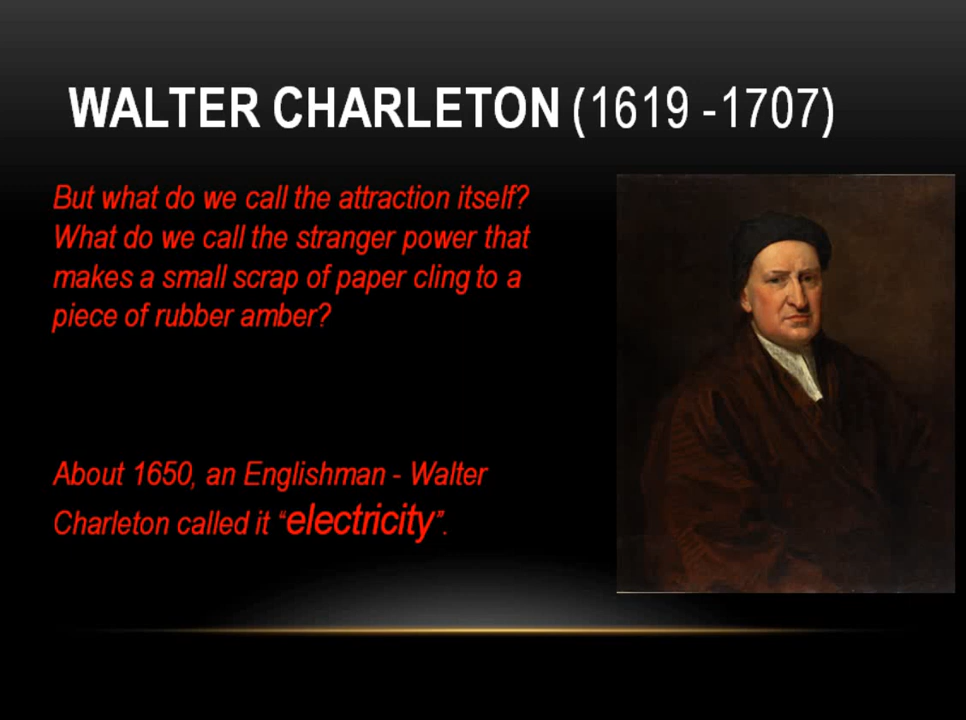 WALTER CHARLETON (1619 -1707)
But what do we call the attraction itself?
What do we call the stranger power that
makes a small scrap of paper cling to a
piece of rubber amber?
About 1650, an Englishman - Walter
Charleton called it “electricity”.